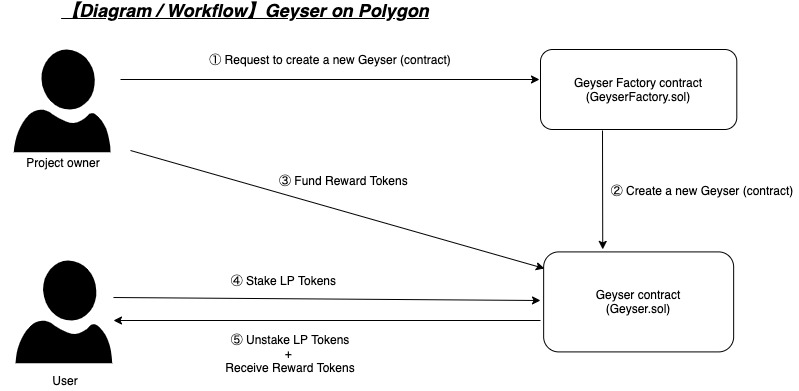 【Diagram / Workflow】Geyser on Polygon
① Request to create a new Geyser (contract)
Geyser Factory contract
(GeyserFactory.sol)
Project owner
③ Fund Reward Tokens
② Create a new Geyser (contract)
④ Stake LP Tokens
Geyser contract
(Geyser.sol)
⑤ Unstake LP Tokens
+
Receive Reward Tokens
User